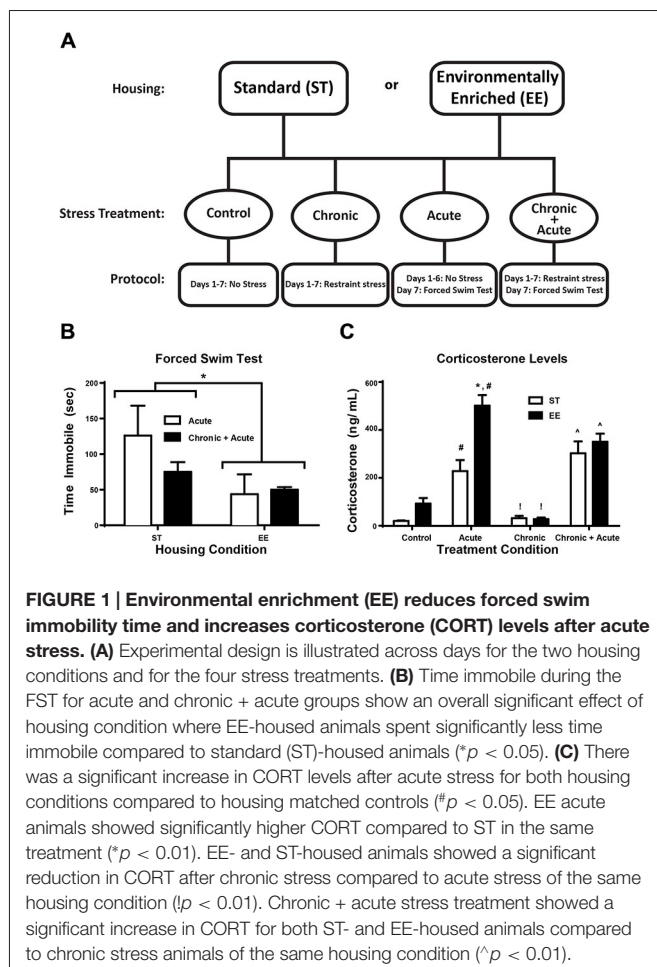 A
Housing:
Standard (ST)
or
Environmentally
Enriched (EE)
Stress Treatment:
Control
Chronic
Acute
Chronic
+
Acute
Protocol:
Days 1-7: No Stress
Days 1-7: Restraint stress
Days 1-6: No Stress
Day 7: Forced Swim Test
Days 1-7: Restraint stress
Day 7: Forced Swim Test
B
Forced Swim Test
Time Immobile (sec)
200
150
100
50
0
*
Acute
Chronic + Acute
ST
EE
Housing Condition
C
Corticosterone Levels
Corticosterone (ng/mL)
600
400
200
0
#
*, #
!
!
^
^
ST
EE
Control
Acute
Chronic
Chronic + Acute
Treatment Condition
FIGURE 1 | Environmental enrichment (EE) reduces forced swim
immobility time and increases corticosterone (CORT) levels after acute
stress. (A) Experimental design is illustrated across days for the two housing
conditions and for the four stress treatments. (B) Time immobile during the
FST for acute and chronic + acute groups show an overall significant effect of
housing condition where EE-housed animals spent significantly less time
immobile compared to standard (ST)-housed animals (*p < 0.05). (C) There
was a significant increase in CORT levels after acute stress for both housing
conditions compared to housing matched controls (#p < 0.05). EE acute
animals showed significantly higher CORT compared to ST in the same
treatment (*p < 0.01). EE- and ST-housed animals showed a significant
reduction in CORT after chronic stress compared to acute stress of the same
housing condition (!p < 0.01). Chronic + acute stress treatment showed a
significant increase in CORT for both ST- and EE-housed animals compared
to chronic stress animals of the same housing condition (^p < 0.01).